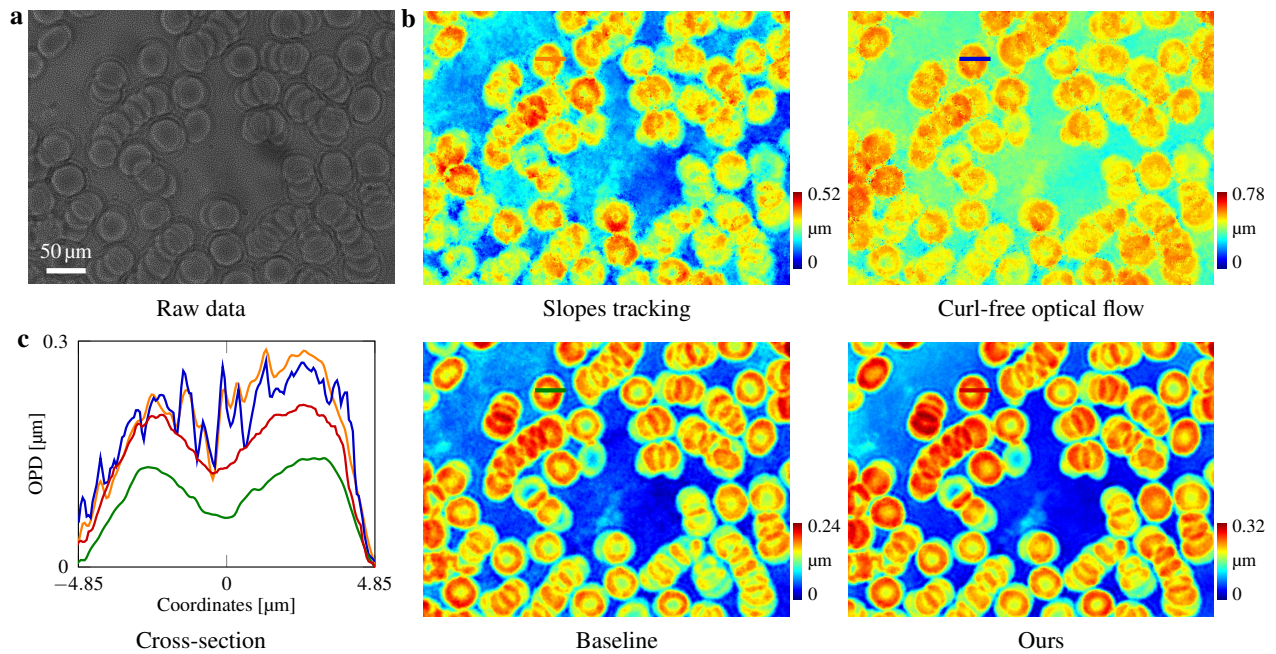 a
50 µm
Raw data
b
0.52
µm
0
Slopes tracking
0.78
µm
0
Curl-free optical flow
c
0.3
OPD [µm]
0
−4.85
0
4.85
Coordinates [µm]
Cross-section
0.24
µm
0
Baseline
0.32
µm
0
Ours